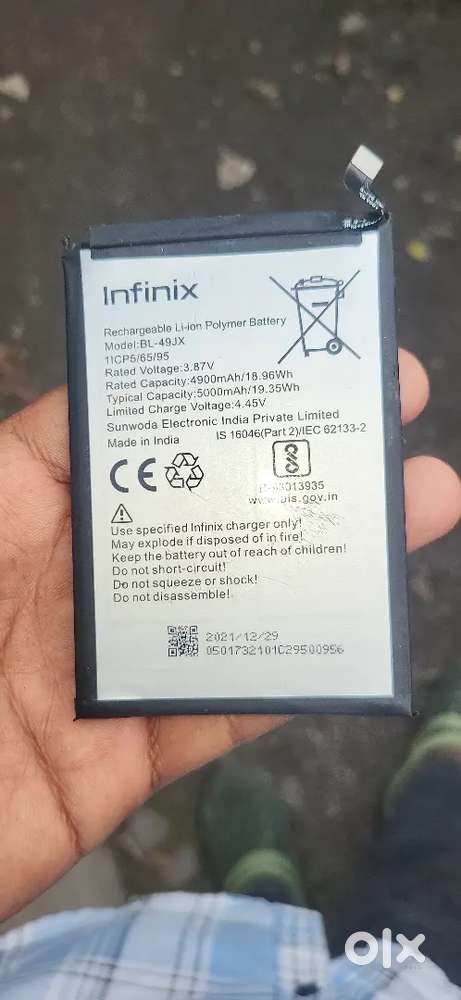 Infinix
Rechargeable Li-ion Polymer Battery
Model:BL-49JX
1ICP5/65/95
Rated Voltage:3.87V
Rated Capacity:4900mAh/18.96Wh
Typical Capacity:5000mAh/19.35Wh
Limited Charge Voltage:4.45V
Sunwoda Electronic India Private Limited
Made in India
IS 16046(Part 2)/IEC 62133-2
CE
13935
www.bis.gov.in
Use specified Infinix charger only!
May explode if disposed of in fire!
Keep the battery out of reach of children!
Do not short-circuit!
Do not squeeze or shock!
Do not disassemble!
2021/12/29
0501732101C29500956
olx